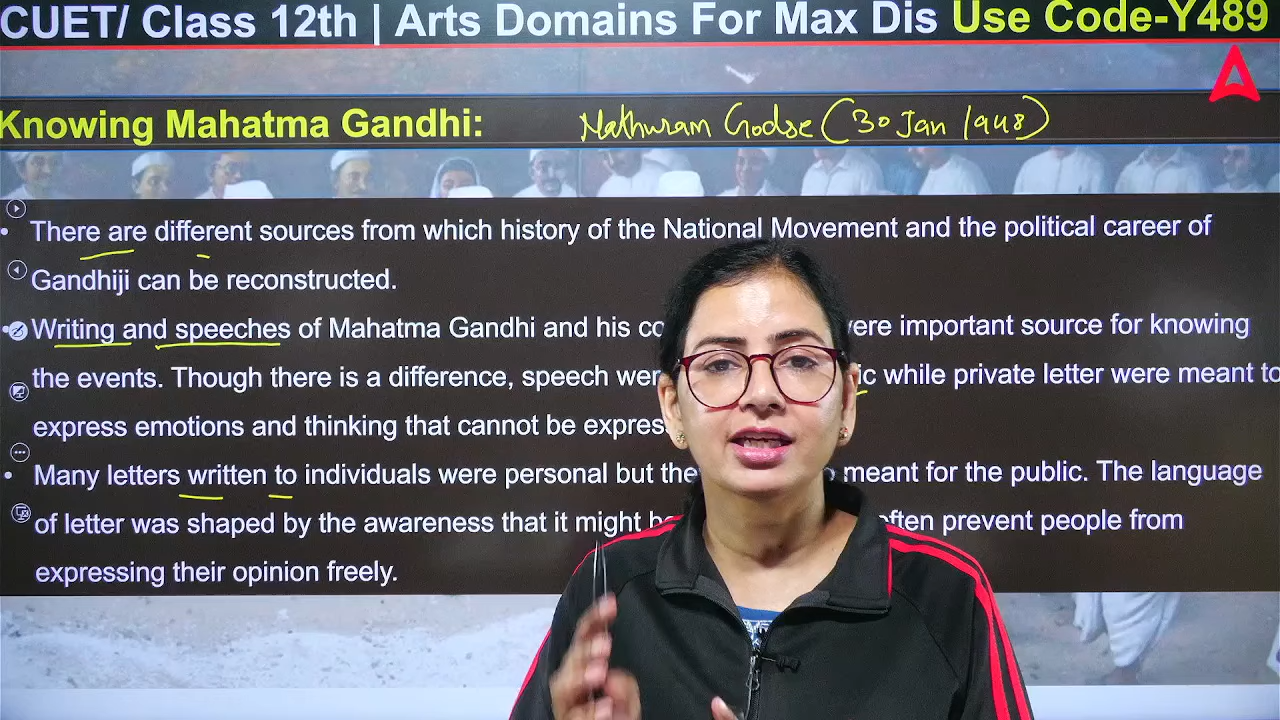 CUET/ Class 12th | Arts Domains For Max Dis Use Code-Y489
Knowing Mahatma Gandhi: Nathuram Godse (30 Jan 1948)
• There are different sources from which history of the National Movement and the political career of
Gandhiji can be reconstructed.
• Writing and speeches of Mahatma Gandhi and his were important source for knowing
the events. Though there is a difference, speech while private letter were meant to
express emotions and thinking that cannot be
• Many letters written to individuals were personal but meant for the public. The language
of letter was shaped by the awareness that it might often prevent people from
expressing their opinion freely.